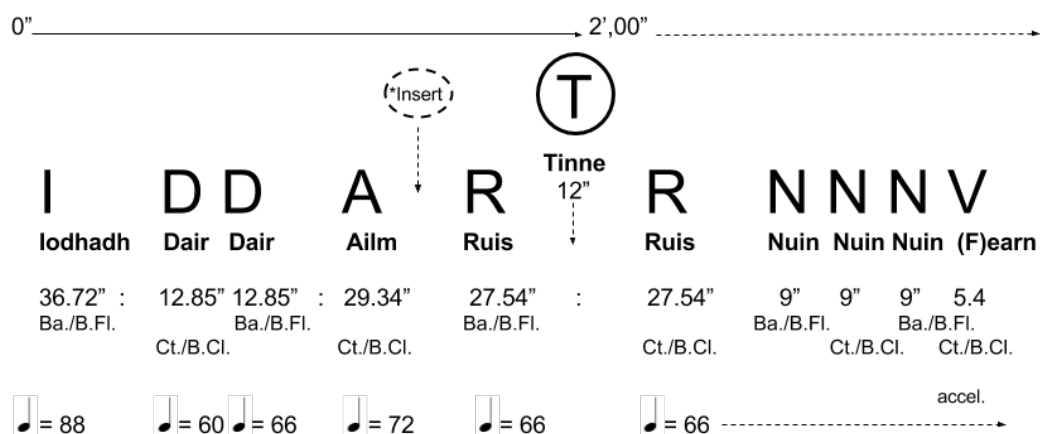 0” 2’,00”
*Insert
T
Tinne
12”
I D D A R R N N N V
Iodhadh Dair Dair Ailm Ruis Ruis Nuin Nuin Nuin (F)earn
36.72” : 12.85” 12.85” : 29.34” 27.54” : 27.54” 9” 9” 9” 5.4
Ba./B.Fl. Ba./B.Fl. Ba./B.Fl. Ba./B.Fl. Ba./B.Fl.
Ct./B.Cl. Ct./B.Cl. Ct./B.Cl. Ct./B.Cl. Ct./B.Cl.
accel.
♩ = 88 ♩ = 60 ♩ = 66 ♩ = 72 ♩ = 66 ♩ = 66